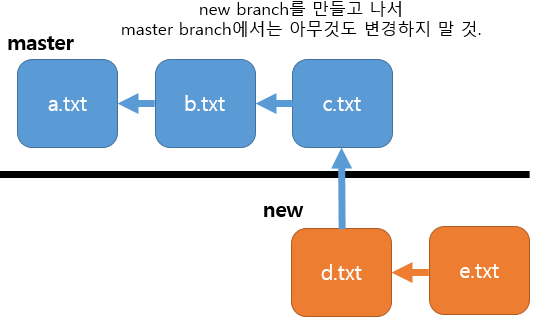 new branch를 만들고 나서
master branch에서는 아무것도 변경하지 말 것.
master
a.txt
b.txt
c.txt
new
d.txt
e.txt